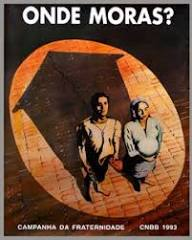 ONDE MORAS?
CAMPANHA DA FRATERNIDADE CNBB 1993